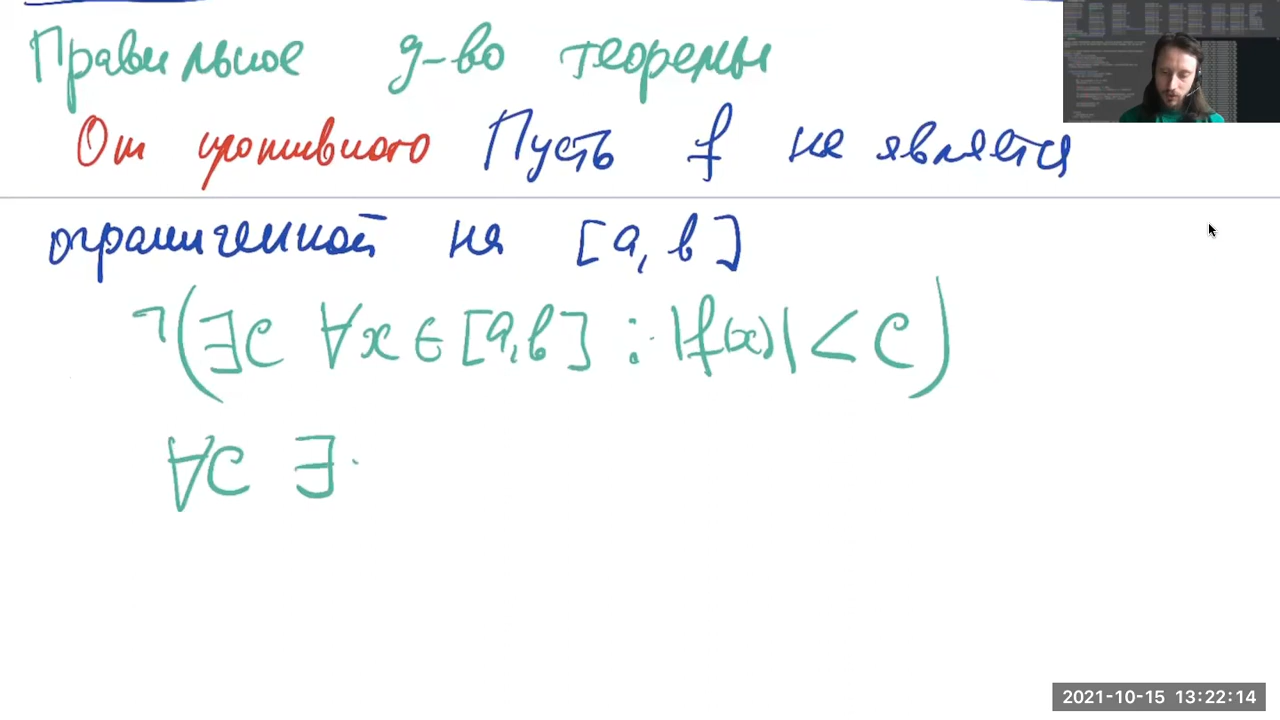 Правильное д-во теоремы
От противного Пусть f не является
ограниченной на [a, b]
¬(∃C ∀x ∈ [a,b] : |f(x)| < C)
∀C ∃
2021-10-15 13:22:14